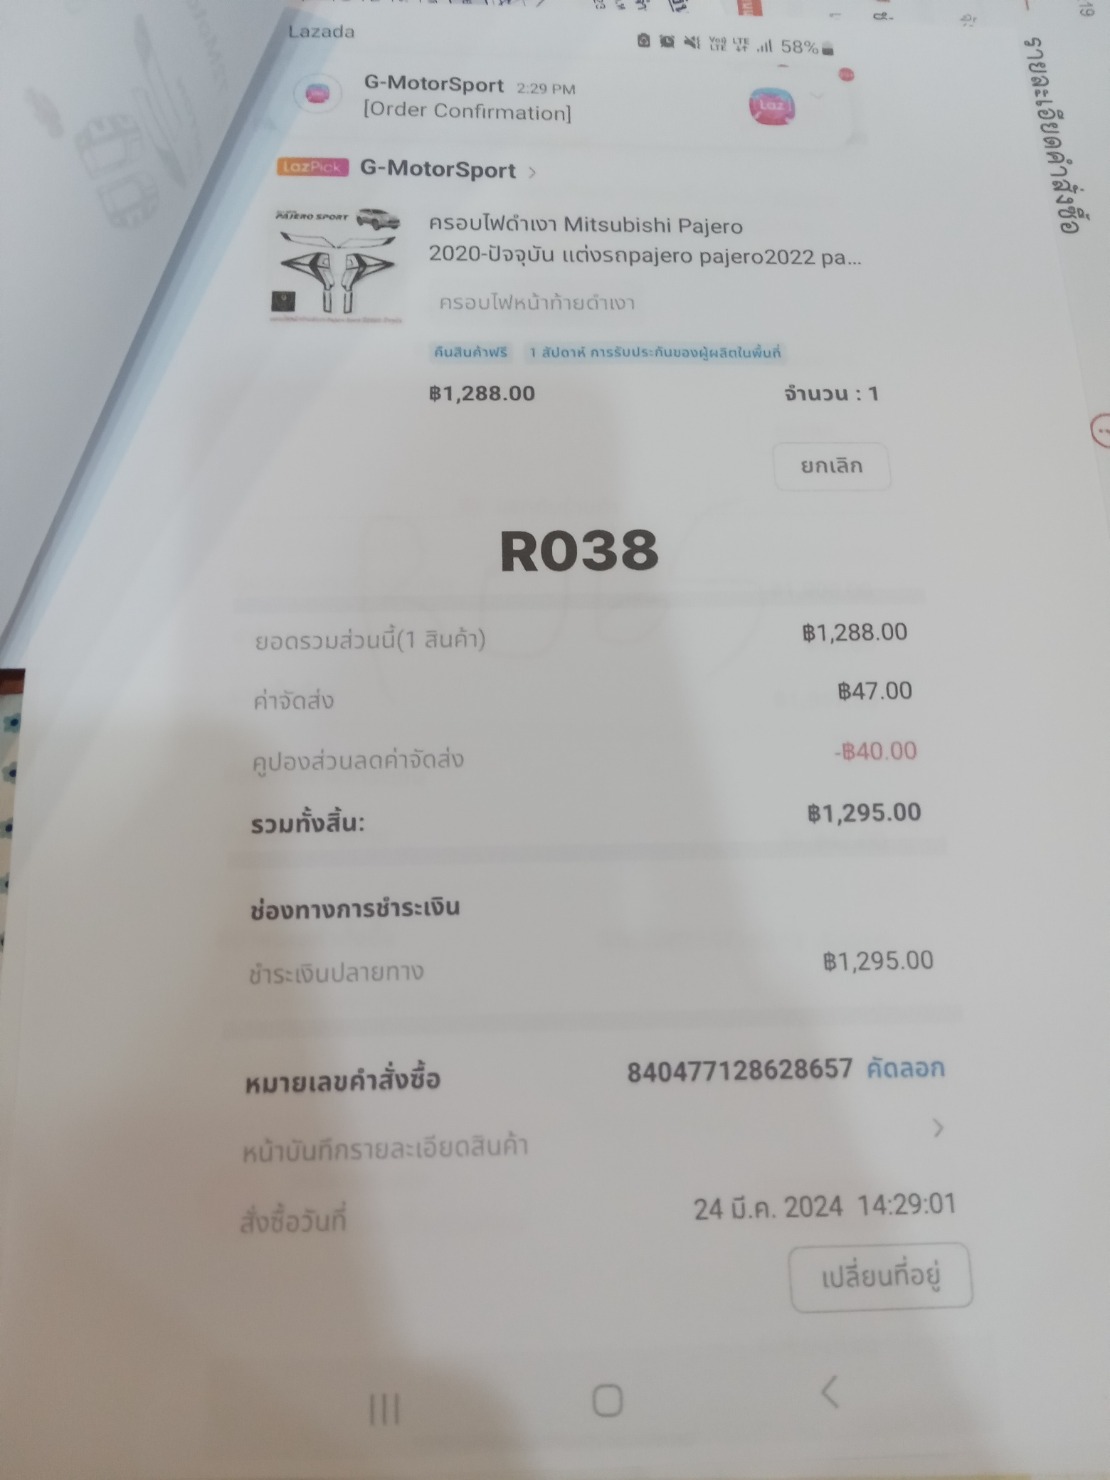 รายละเอียดคำสั่งซื้อ
Lazada
58%
G-MotorSport 2:29 PM
[Order Confirmation]
Laz
LazPick G-MotorSport >
PAJERO SPORT
ครอบไฟดำเงา Mitsubishi Pajero
2020-ปัจจุบัน แต่งรถpajero pajero2022 pa...
ครอบไฟหน้าท้ายดำเงา
คืนสินค้าฟรี 1 สัปดาห์ การรับประกันของผู้ผลิตในพื้นที่
฿1,288.00 จำนวน : 1
ยกเลิก
R038
ยอดรวมส่วนนี้(1 สินค้า) ฿1,288.00
ค่าจัดส่ง ฿47.00
คูปองส่วนลดค่าจัดส่ง -฿40.00
รวมทั้งสิ้น: ฿1,295.00
ช่องทางการชำระเงิน
ชำระเงินปลายทาง ฿1,295.00
หมายเลขคำสั่งซื้อ 840477128628657 คัดลอก
หน้าบันทึกรายละเอียดสินค้า >
สั่งซื้อวันที่ 24 มี.ค. 2024 14:29:01
เปลี่ยนที่อยู่